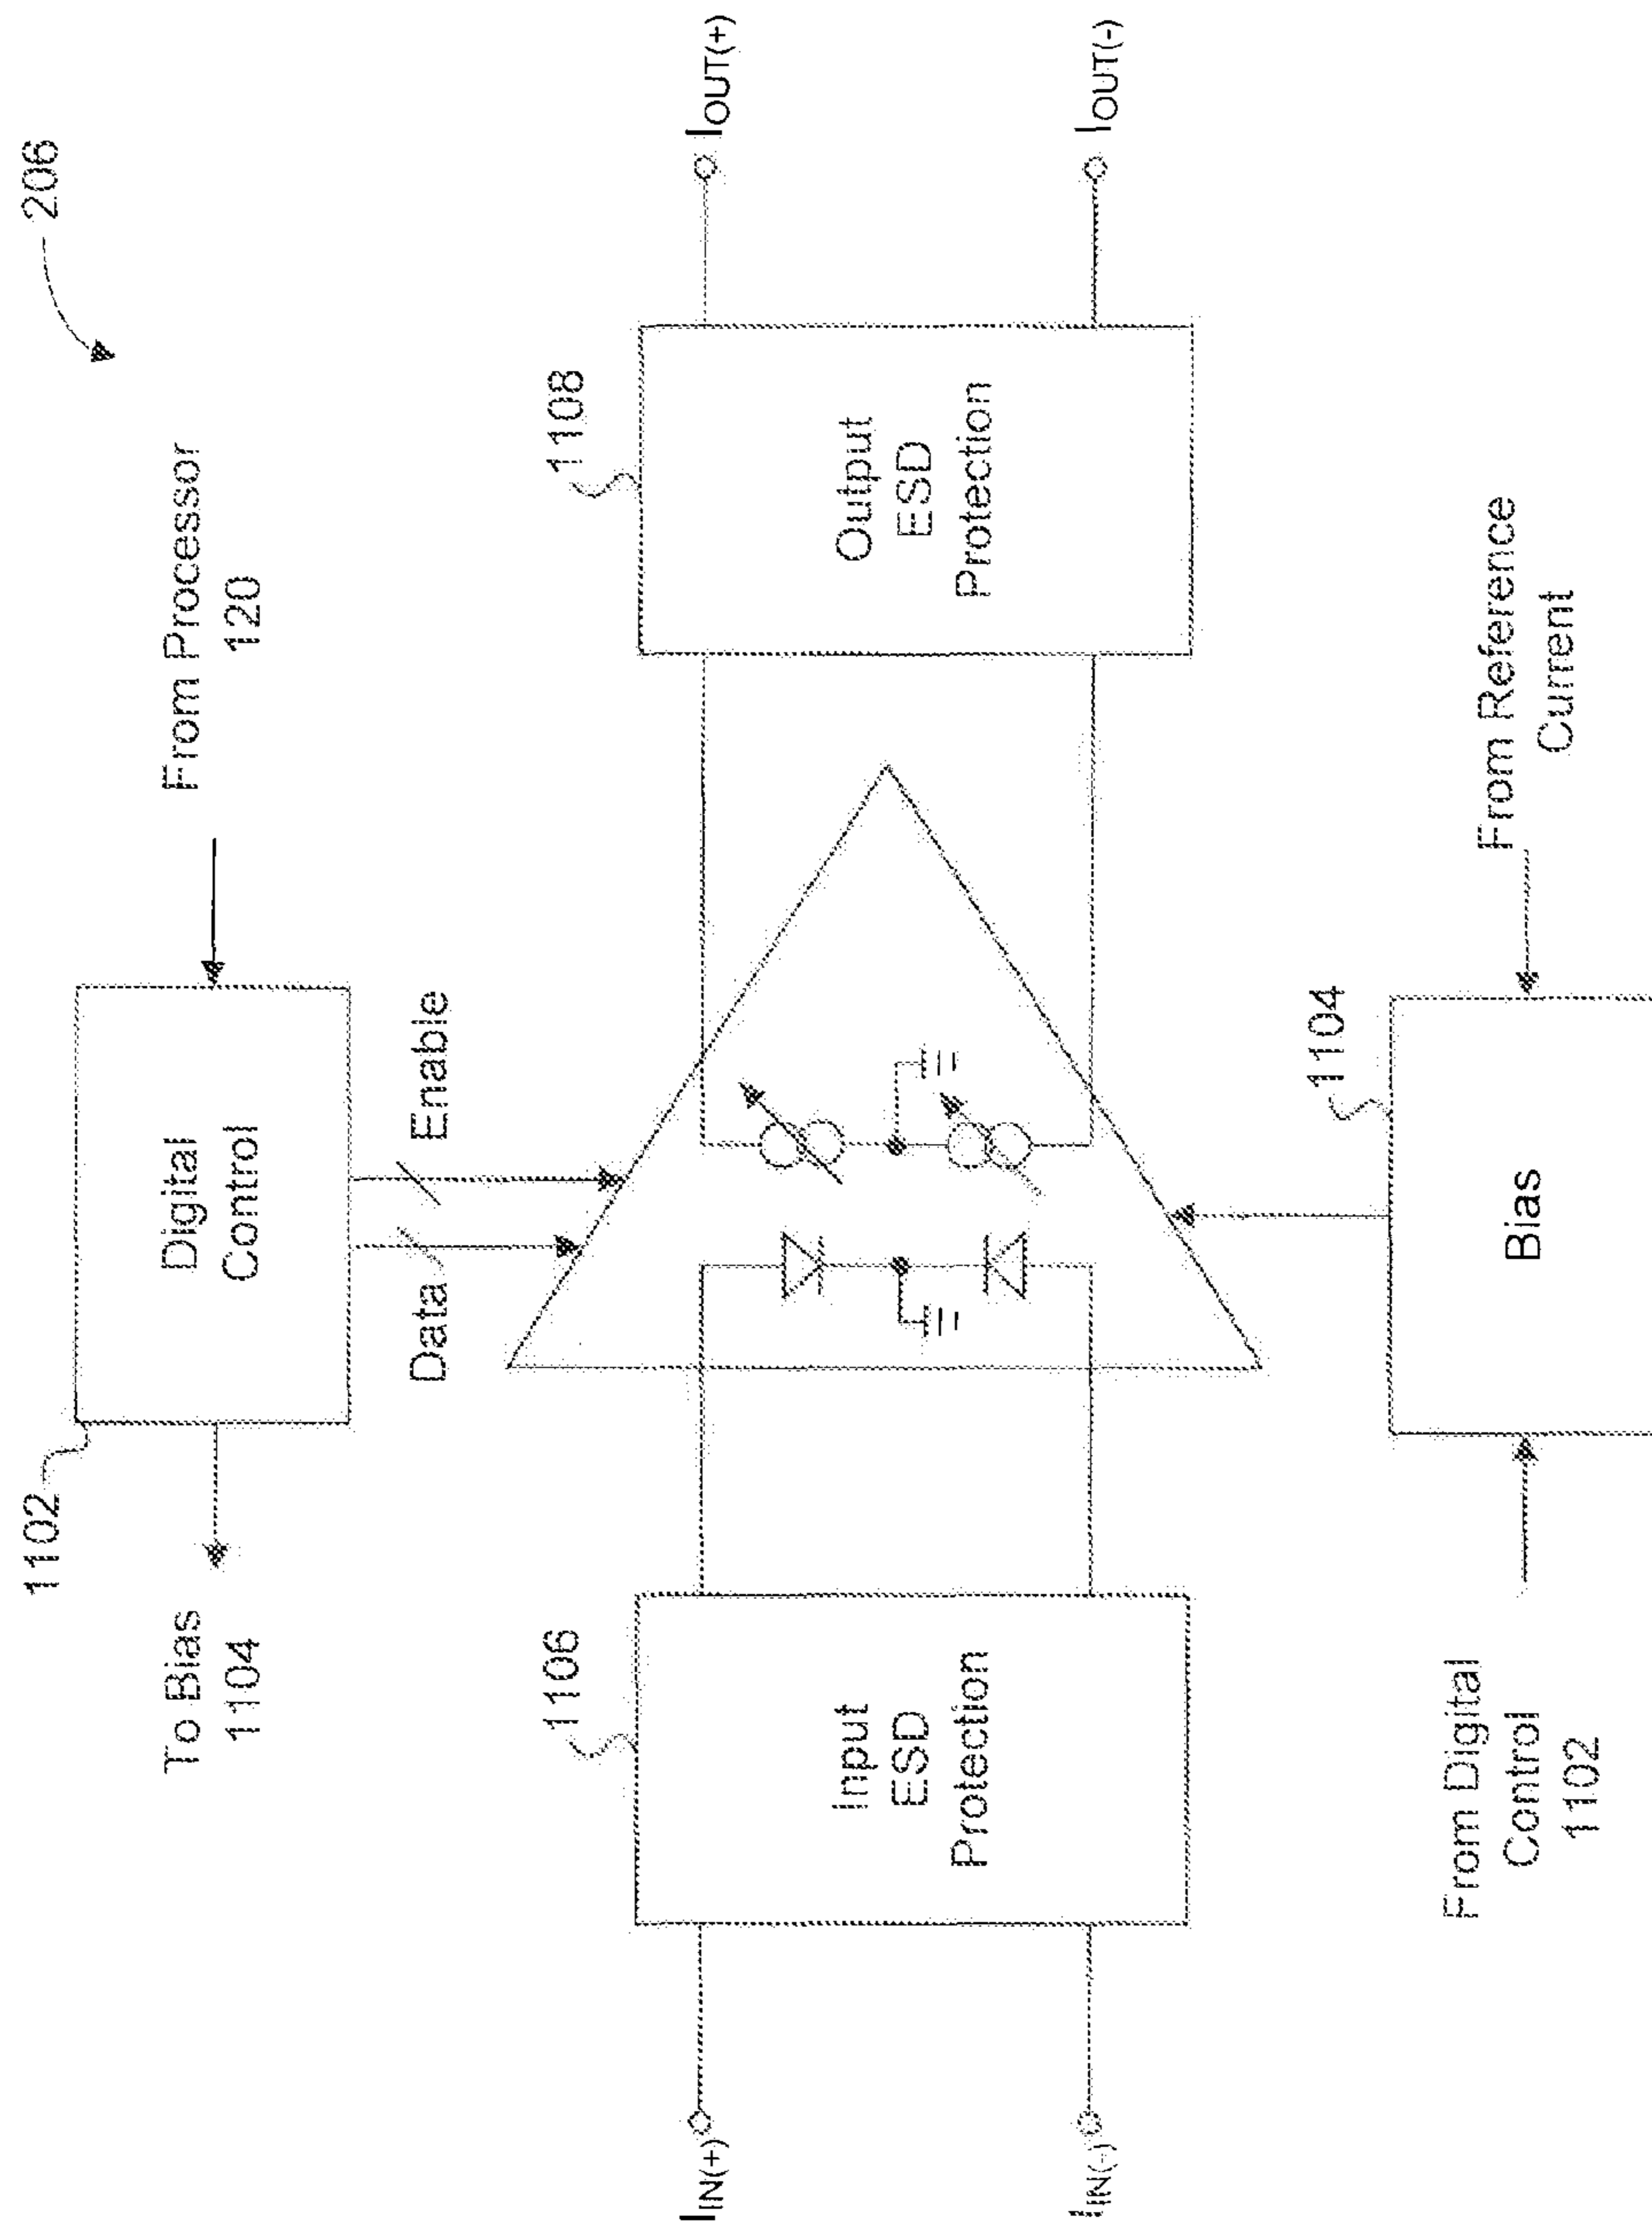 206
From Processor
120
1102
Digital
Control
To Bias
1104
Data
Enable
1106
Input
ESD
Protection
1108
Output
ESD
Protection
IIN(+)
IIN(-)
IOUT(+)
IOUT(-)
1104
Bias
From Digital
Control
1102
From Reference
Current